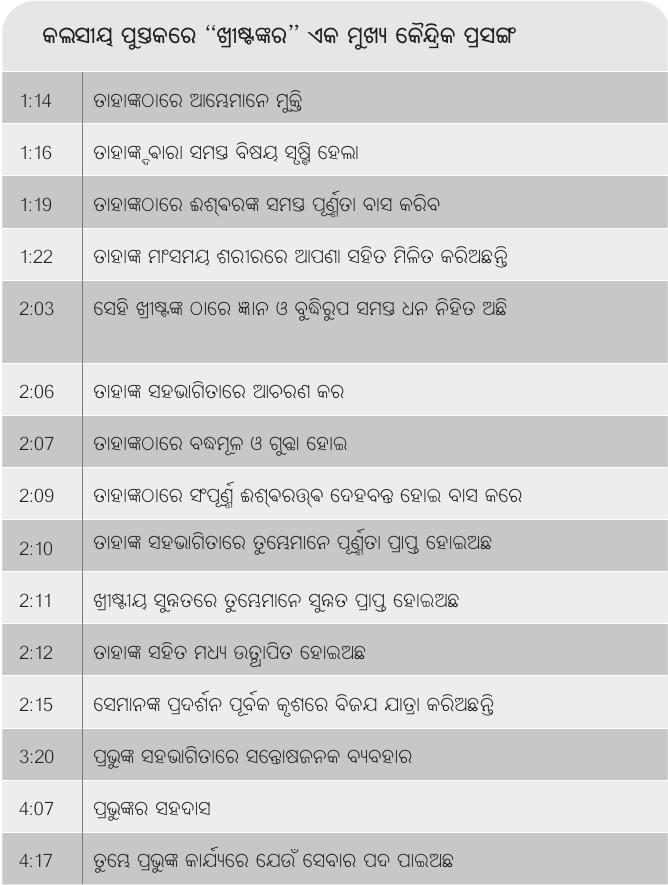 କଲସୀୟ ପୁସ୍ତକରେ “ଖ୍ରୀଷ୍ଟଙ୍କର” ଏକ ମୁଖ୍ୟ କୈନ୍ଦ୍ରିକ ପ୍ରସଙ୍ଗ
1:14 ତାହାଙ୍କଠାରେ ଆମ୍ଭେମାନେ ମୁକ୍ତି
1:16 ତାହାଙ୍କ ଦ୍ଵାରା ସମସ୍ତ ବିଷୟ ସୃଷ୍ଟି ହେଲା
1:19 ତାହାଙ୍କଠାରେ ଈଶ୍ଵରଙ୍କ ସମସ୍ତ ପୂର୍ଣ୍ଣତା ବାସ କରିବ
1:22 ତାହାଙ୍କ ମାଂସମୟ ଶରୀରରେ ଆପଣା ସହିତ ମିଳିତ କରିଅଛନ୍ତି
2:03 ସେହି ଖ୍ରୀଷ୍ଟଙ୍କ ଠାରେ ଜ୍ଞାନ ଓ ବୁଦ୍ଧିରୁପ ସମସ୍ତ ଧନ ନିହିତ ଅଛି
2:06 ତାହାଙ୍କ ସହଭାଗିତାରେ ଆଚରଣ କର
2:07 ତାହାଙ୍କଠାରେ ବଦ୍ଧମୂଳ ଓ ଗୁନ୍ଥା ହୋଇ
2:09 ତାହାଙ୍କଠାରେ ସଂପୂର୍ଣ୍ଣ ଈଶ୍ଵରତ୍ତ୍ଵ ଦେହବନ୍ତ ହୋଇ ବାସ କରେ
2:10 ତାହାଙ୍କ ସହଭାଗିତାରେ ତୁମ୍ଭେମାନେ ପୂର୍ଣ୍ଣତା ପ୍ରାପ୍ତ ହୋଇଅଛ
2:11 ଖ୍ରୀଷ୍ଟୀୟ ସୁନ୍ନତରେ ତୁମ୍ଭେମାନେ ସୁନ୍ନତ ପ୍ରାପ୍ତ ହୋଇଅଛ
2:12 ତାହାଙ୍କ ସହିତ ମଧ୍ୟ ଉତ୍ଥାପିତ ହୋଇଅଛ
2:15 ସେମାନଙ୍କ ପ୍ରଦର୍ଶନ ପୂର୍ବକ କୃଶରେ ବିଜଯ ଯାତ୍ରା କରିଅଛନ୍ତି
3:20 ପ୍ରଭୁଙ୍କ ସହଭାଗିତାରେ ସନ୍ତୋଷଜନକ ବ୍ୟବହାର
4:07 ପ୍ରଭୁଙ୍କର ସହଦାସ
4:17 ତୁମ୍ଭେ ପ୍ରଭୁଙ୍କ କାର୍ଯ୍ୟରେ ଯେଉଁ ସେବାର ପଦ ପାଇଅଛ